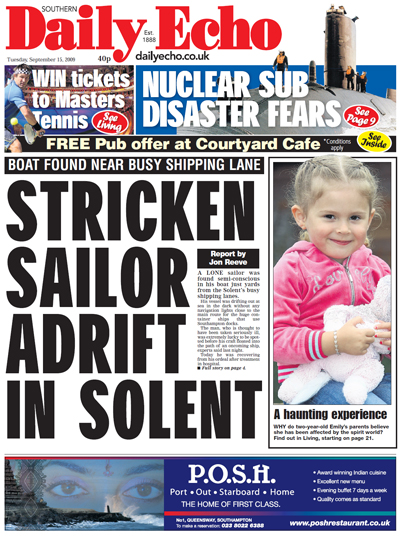 SOUTHERN
Daily Echo
Est.
1888
dailyecho.co.uk
Tuesday, September 15, 2009
40p
WIN tickets
to Masters
Tennis
See
Living
NUCLEAR SUB
DISASTER FEARS
See
Page 9
FREE Pub offer at Courtyard Cafe
*Conditions
apply
See
Inside
BOAT FOUND NEAR BUSY SHIPPING LANE
STRICKEN
SAILOR
ADRIFT
IN SOLENT
Report by
Jon Reeve
A LONE sailor was
found semi-conscious
in his boat just yards
from the Solent's busy
shipping lanes.
His vessel was drifting out at
sea in the dark without any
navigation lights close to the
main route for the huge con-
tainer ships that use
Southampton docks.
The man, who is thought to
have been taken seriously ill,
was extremely lucky to be spot-
ted before his craft floated into
the path of an oncoming ship,
experts said last night.
Today he was recovering
from his ordeal after treatment
in hospital.
■ Full story on page 4.
A haunting experience
WHY do two-year-old Emily's parents believe
she has been affected by the spirit world?
Find out in Living, starting on page 21.
P.O.S.H.
Port • Out • Starboard • Home
THE HOME OF FIRST CLASS.
• Award winning Indian cuisine
• Excellent new menu
• Evening buffet 7 days a week
• Quality comes as standard
No1, QUEENSWAY, SOUTHAMPTON
To make a reservation: 023 8022 6388
www.poshrestaurant.co.uk